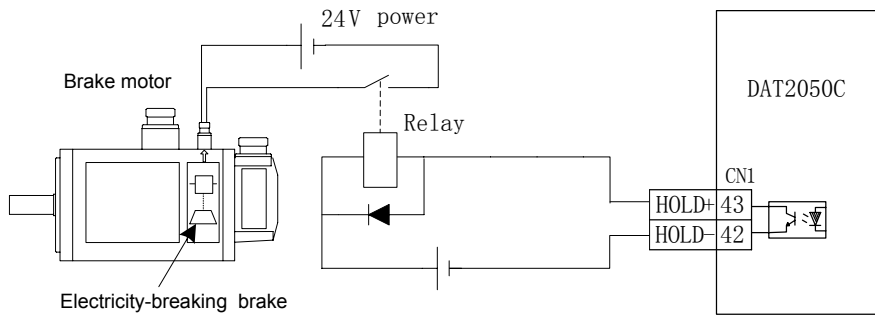 24V power
Brake motor
DAT2050C
Relay
CN1
HOLD+ 43
HOLD- 42
Electricity-breaking brake